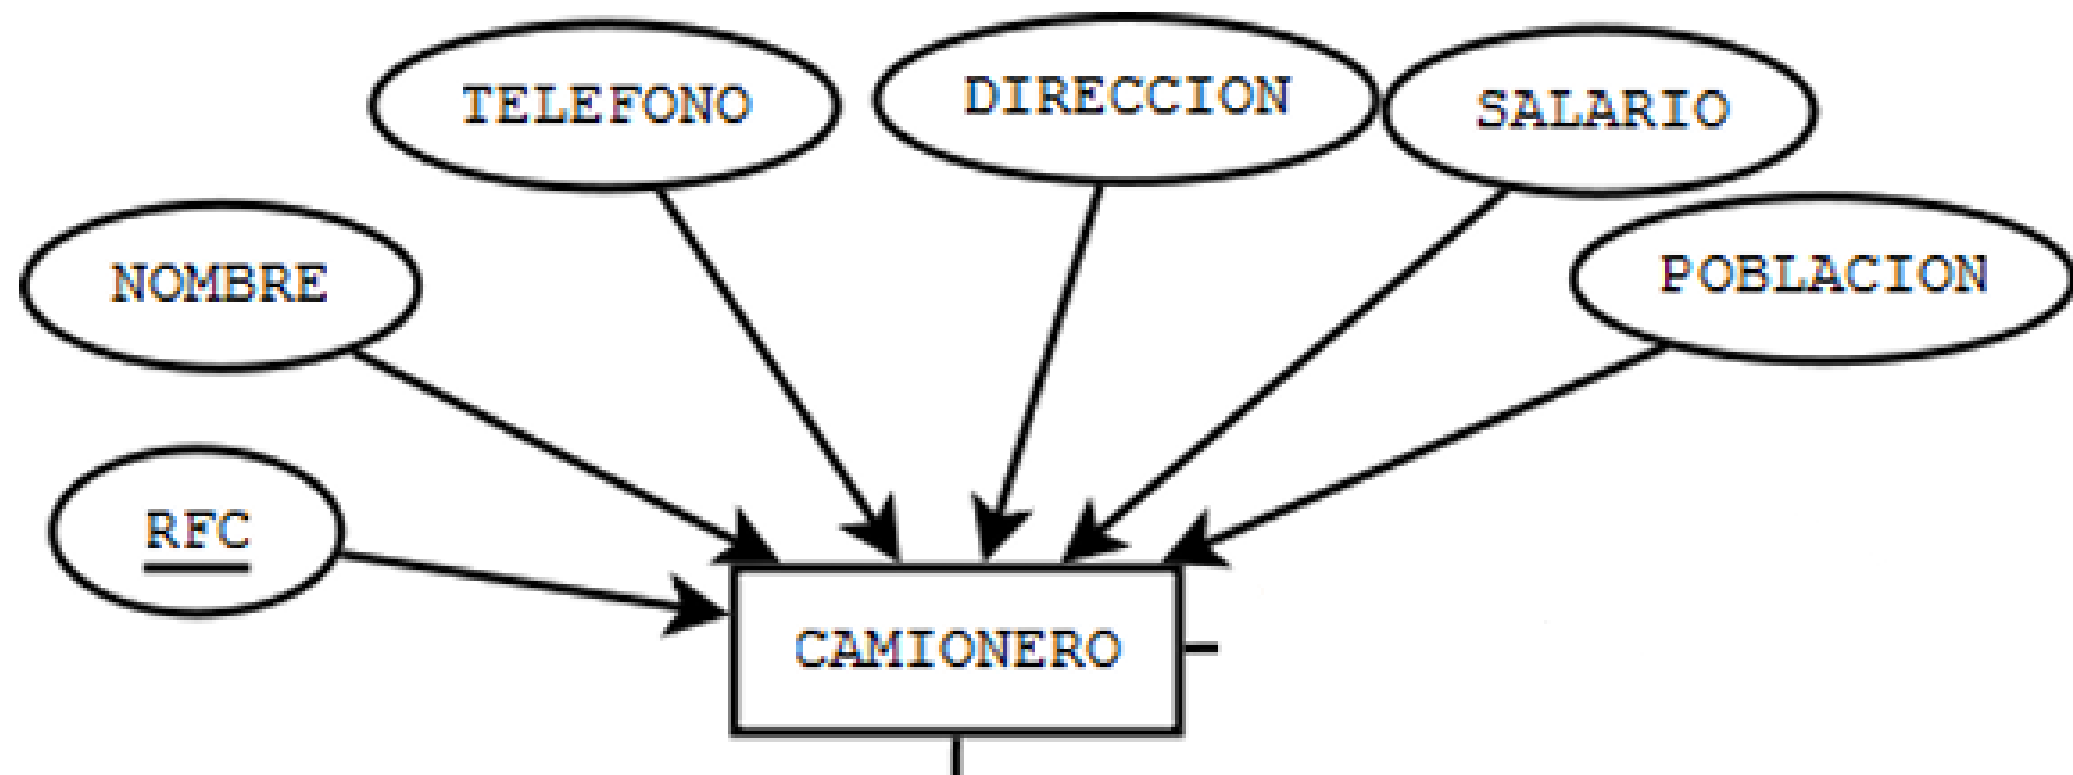 TELEFONO
DIRECCION
SALARIO
NOMBRE
POBLACION
RFC
CAMIONERO